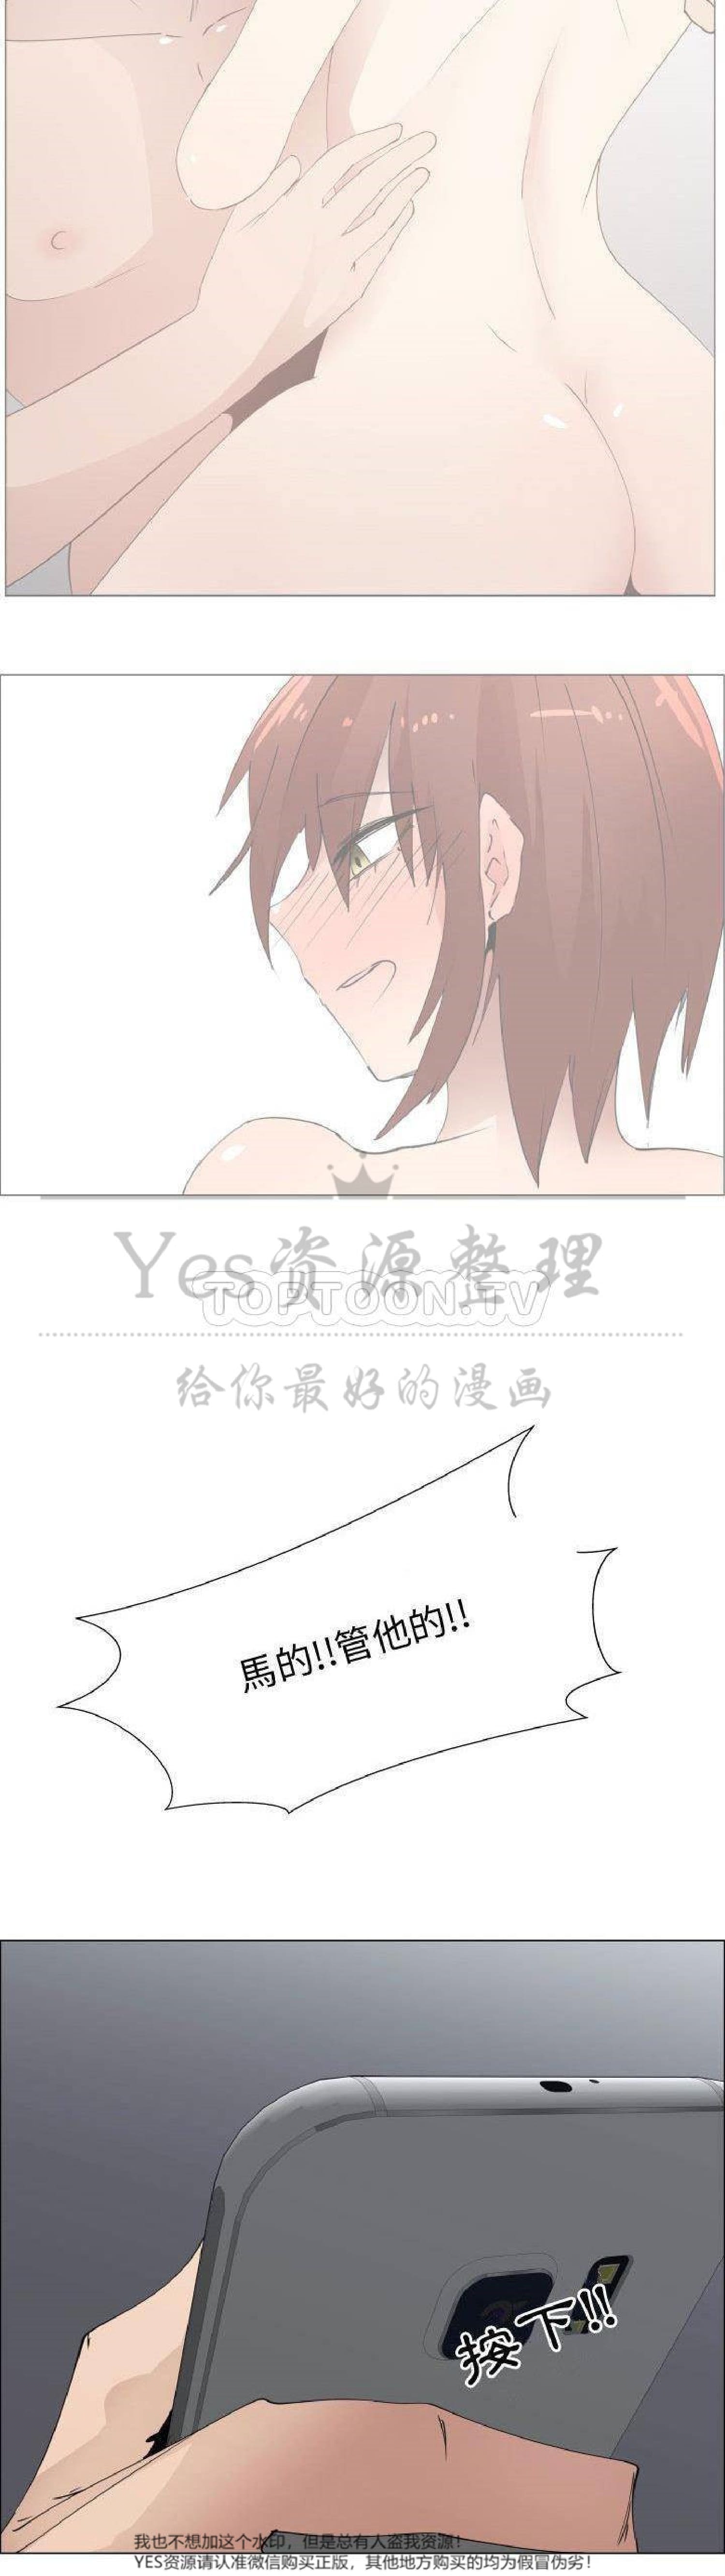 Yes资源整理
TOPTOON.TV
给你最好的漫画
馬的!!管他的!!
按下!!!
我也不想加这个水印，但是总有人盗我资源！
YES资源请认准微信购买正版，其他地方购买的均为假冒伪劣！